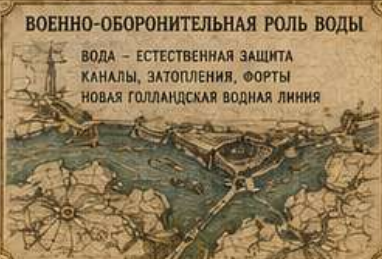 ВОЕННО-ОБОРОНИТЕЛЬНАЯ РОЛЬ ВОДЫ
ВОДА – ЕСТЕСТВЕННАЯ ЗАЩИТА
КАНАЛЫ, ЗАТОПЛЕНИЯ, ФОРТЫ
НОВАЯ ГОЛЛАНДСКАЯ ВОДНАЯ ЛИНИЯ